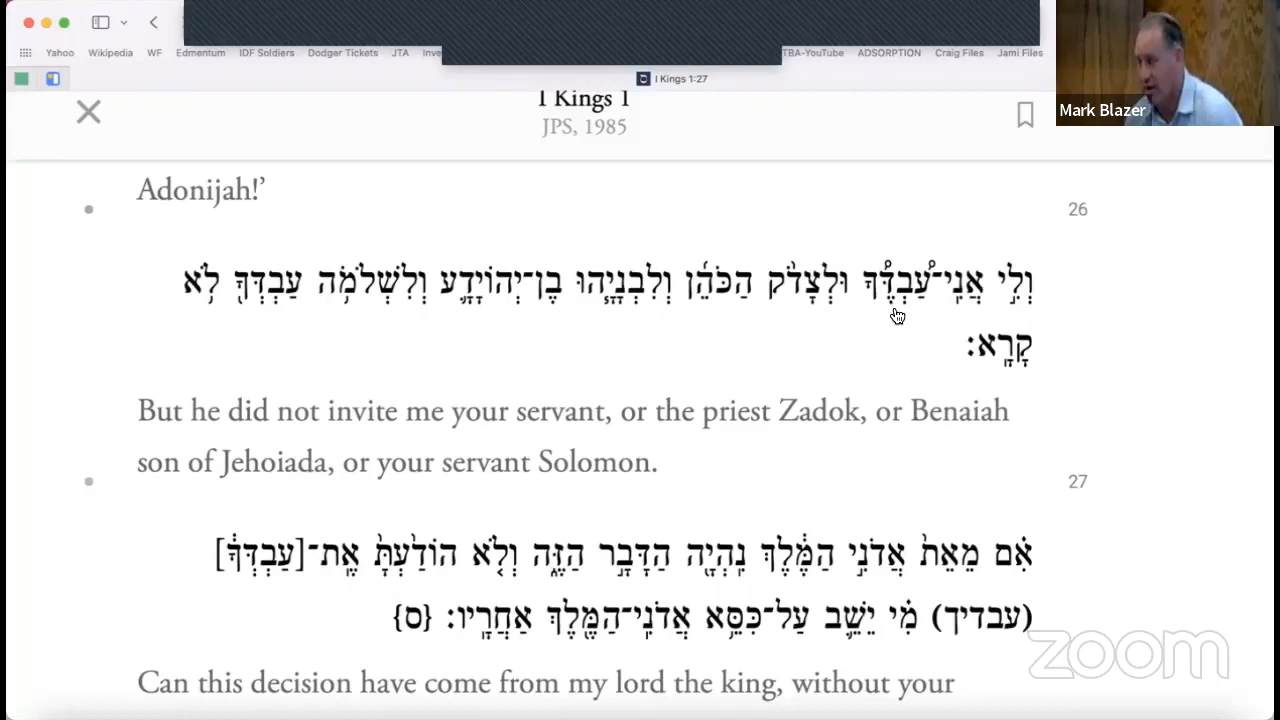 Yahoo Wikipedia WF Edmentum IDF Soldiers Dodger Tickets JTA Inve TBA-YouTube ADSORPTION Craig Files Jami Files
I Kings 1:27
Mark Blazer
I Kings 1
JPS, 1985
Adonijah!’
26
וְלִ֣י אֲנִֽי־עַ֠בְדֶּ֠ךָ וּלְצָדֹ֨ק הַכֹּהֵ֜ן וְלִבְנָיָ֧הוּ בֶן־יְהוֹיָדָ֛ע וְלִשְׁלֹמֹ֥ה עַבְדְּךָ֖ לֹ֥א
קָרָֽא׃
But he did not invite me your servant, or the priest Zadok, or Benaiah
son of Jehoiada, or your servant Solomon.
27
אִ֗ם מֵאֵת֙ אֲדֹנִ֣י הַמֶּ֔לֶךְ נִֽהְיָ֖ה הַדָּבָ֣ר הַזֶּ֑ה וְלֹ֤א הוֹדַ֙עְתָּ֙ אֶֽת־[עַבְדְּךָ֔]
(עבדיך) מִ֗י יֵשֵׁ֛ב עַל־כִּסֵּ֥א אֲדֹנִֽי־הַמֶּ֖לֶךְ אַחֲרָֽיו׃ {ס}
Can this decision have come from my lord the king, without your
zoom